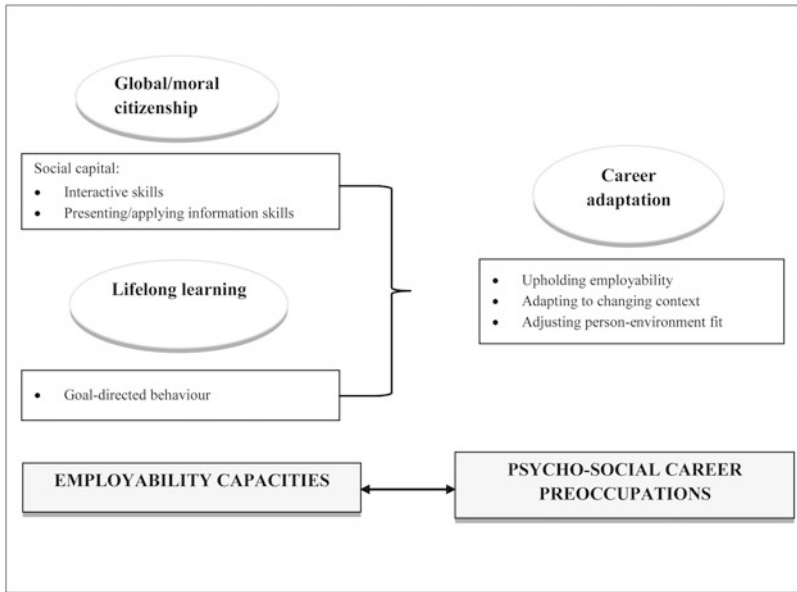 Global/moral
citizenship
Social capital:
• Interactive skills
• Presenting/applying information skills
Lifelong learning
• Goal-directed behaviour
Career
adaptation
• Upholding employability
• Adapting to changing context
• Adjusting person-environment fit
EMPLOYABILITY CAPACITIES
PSYCHO-SOCIAL CAREER
PREOCCUPATIONS